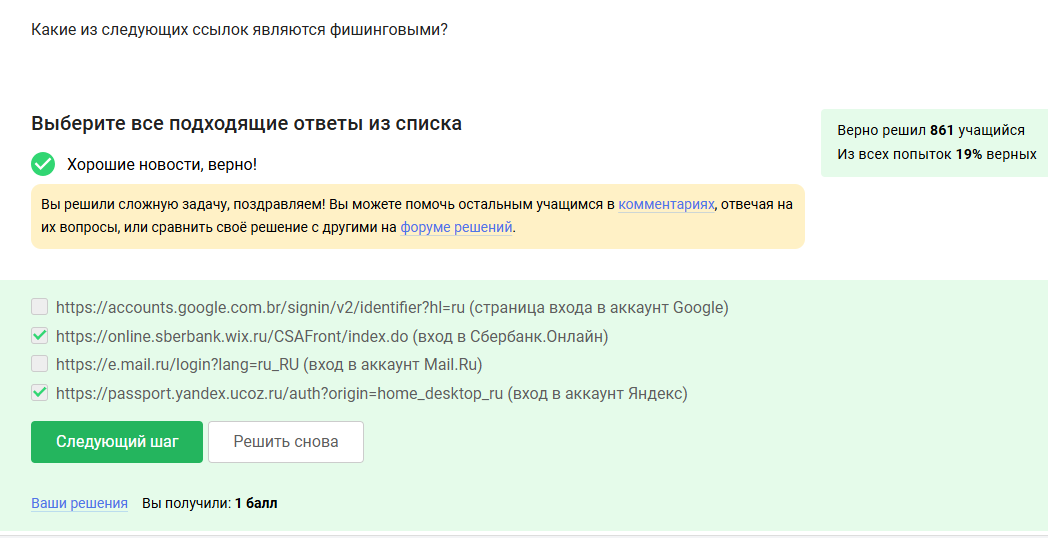 Какие из следующих ссылок являются фишинговыми?
Выберите все подходящие ответы из списка
Верно решил 861 учащийся
Из всех попыток 19% верных
Хорошие новости, верно!
Вы решили сложную задачу, поздравляем! Вы можете помочь остальным учащимся в комментариях, отвечая на
их вопросы, или сравнить своё решение с другими на форуме решений.
https://accounts.google.com.br/signin/v2/identifier?hl=ru (страница входа в аккаунт Google)
https://online.sberbank.wix.ru/CSAFront/index.do (вход в Сбербанк.Онлайн)
https://e.mail.ru/login?lang=ru_RU (вход в аккаунт Mail.Ru)
https://passport.yandex.ucoz.ru/auth?origin=home_desktop_ru (вход в аккаунт Яндекс)
Следующий шаг
Решить снова
Ваши решения Вы получили: 1 балл